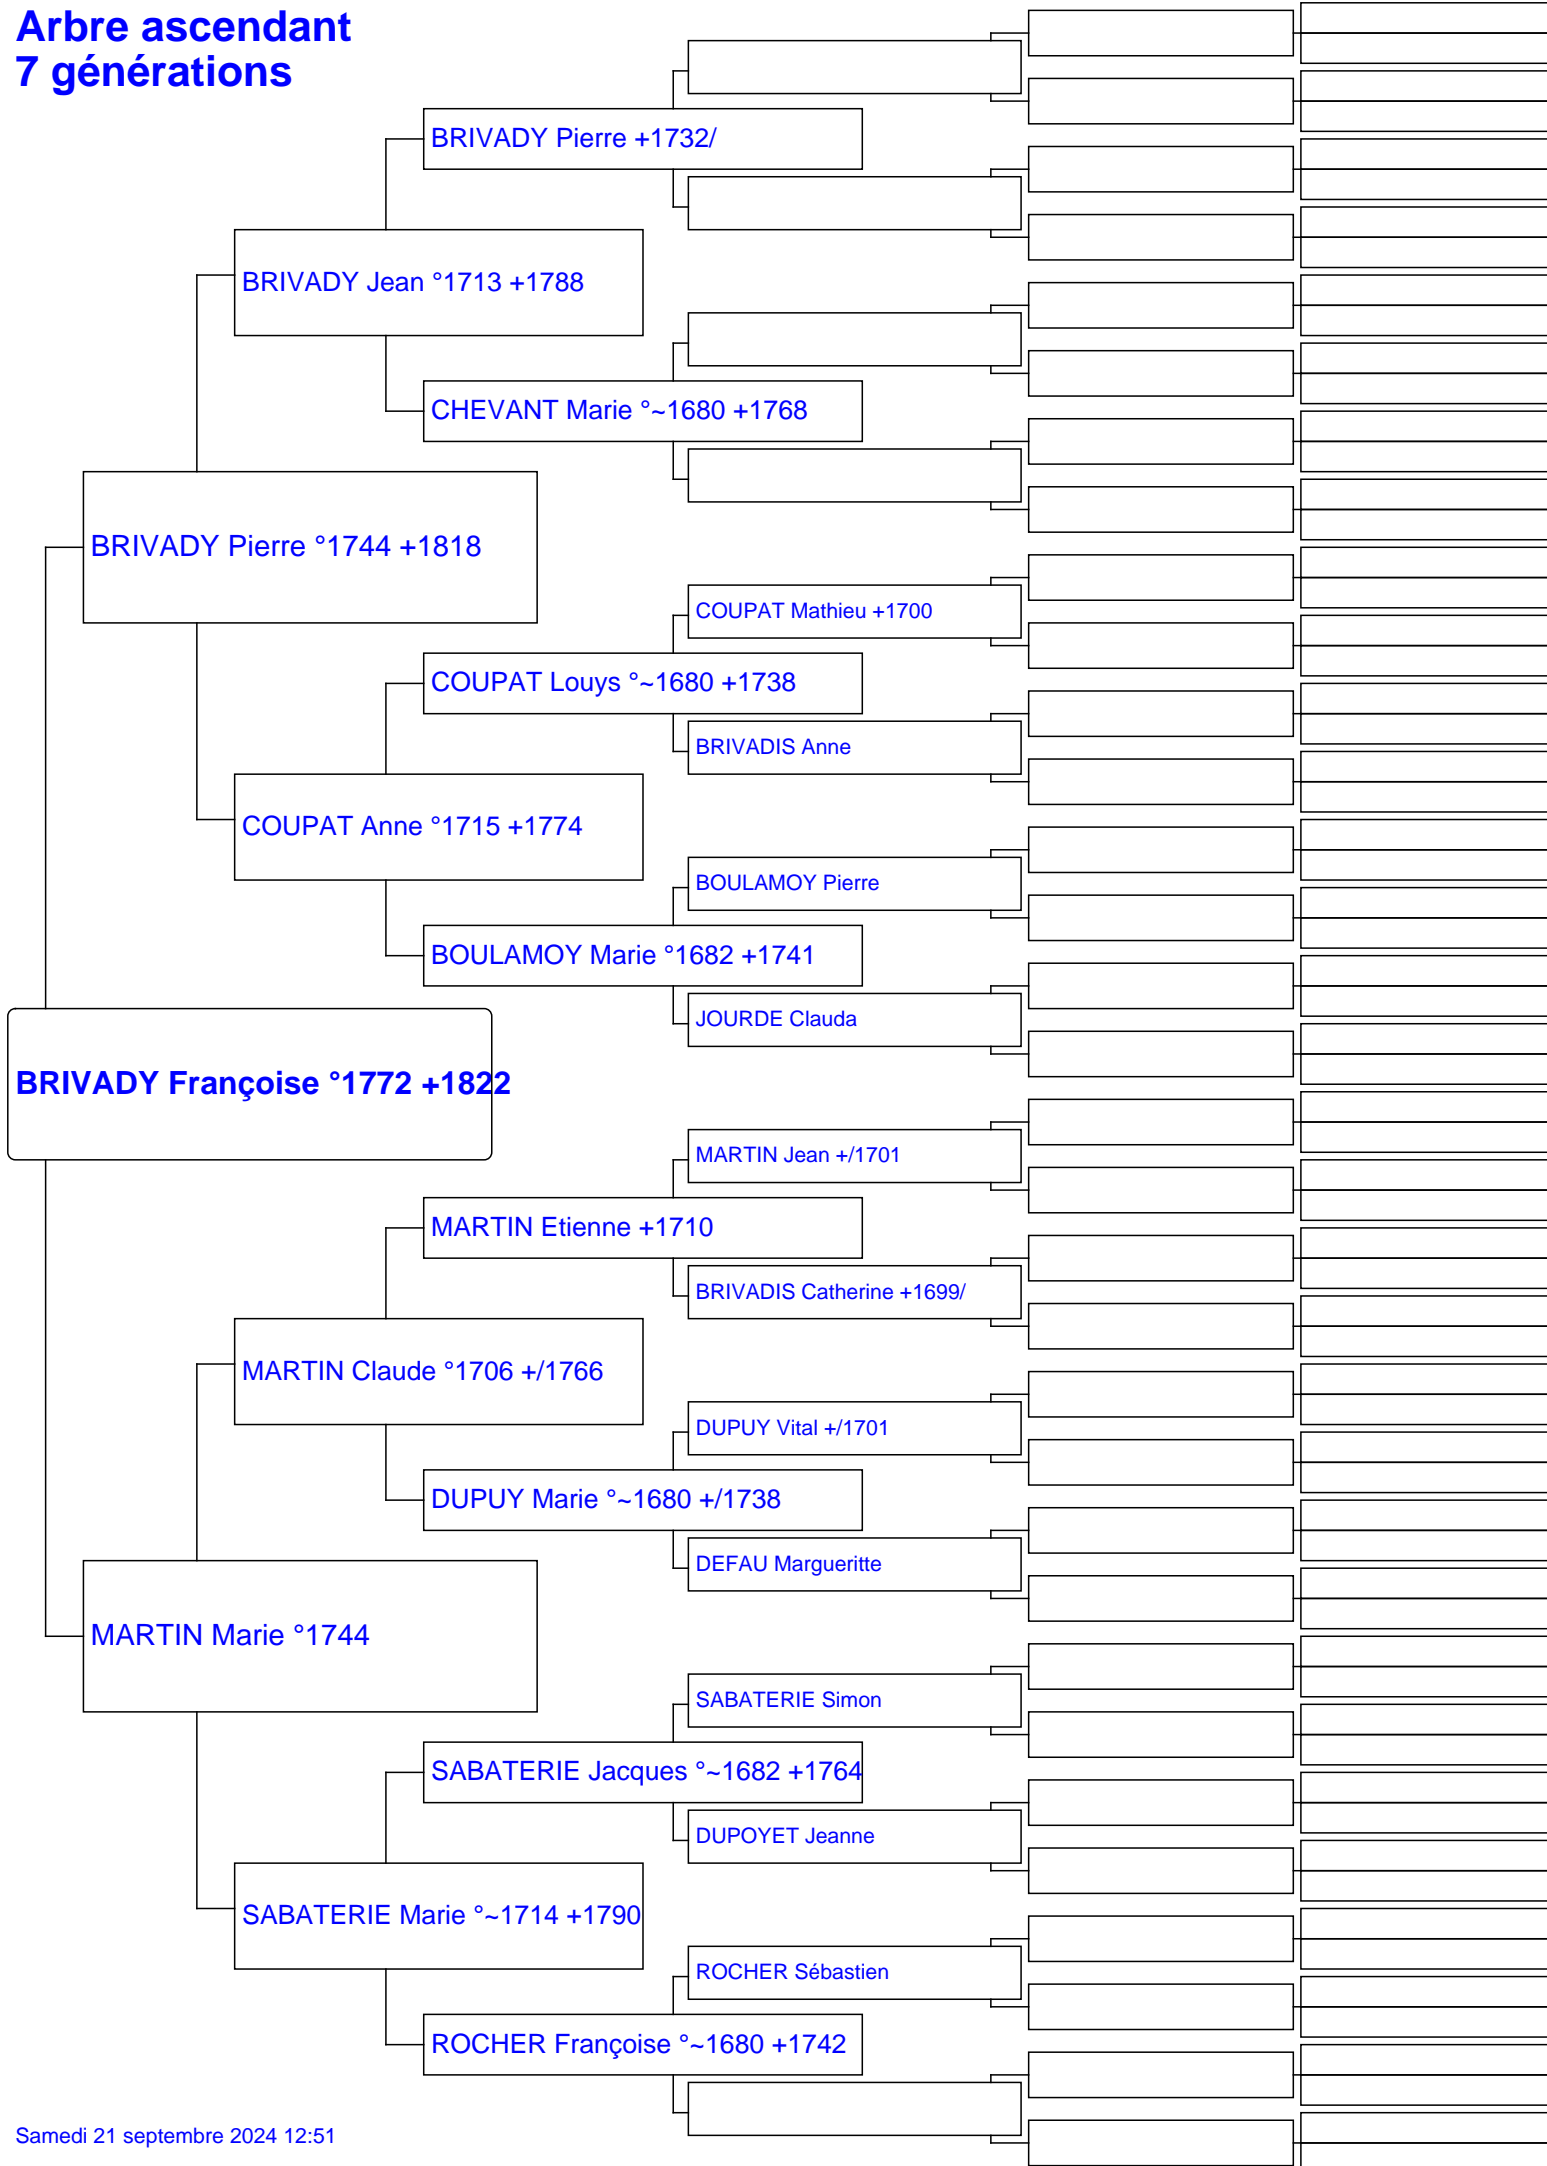 Arbre ascendant
7 générations
BRIVADY Pierre +1732/
BRIVADY Jean °1713 +1788
CHEVANT Marie °~1680 +1768
BRIVADY Pierre °1744 +1818
COUPAT Mathieu +1700
COUPAT Louys °~1680 +1738
BRIVADIS Anne
COUPAT Anne °1715 +1774
BOULAMOY Pierre
BOULAMOY Marie °1682 +1741
JOURDE Clauda
BRIVADY Françoise °1772 +1822
MARTIN Jean +/1701
MARTIN Etienne +1710
BRIVADIS Catherine +1699/
MARTIN Claude °1706 +/1766
DUPUY Vital +/1701
DUPUY Marie °~1680 +/1738
DEFAU Margueritte
MARTIN Marie °1744
SABATERIE Simon
SABATERIE Jacques °~1682 +1764
DUPOYET Jeanne
SABATERIE Marie °~1714 +1790
ROCHER Sébastien
ROCHER Françoise °~1680 +1742
Samedi 21 septembre 2024 12:51